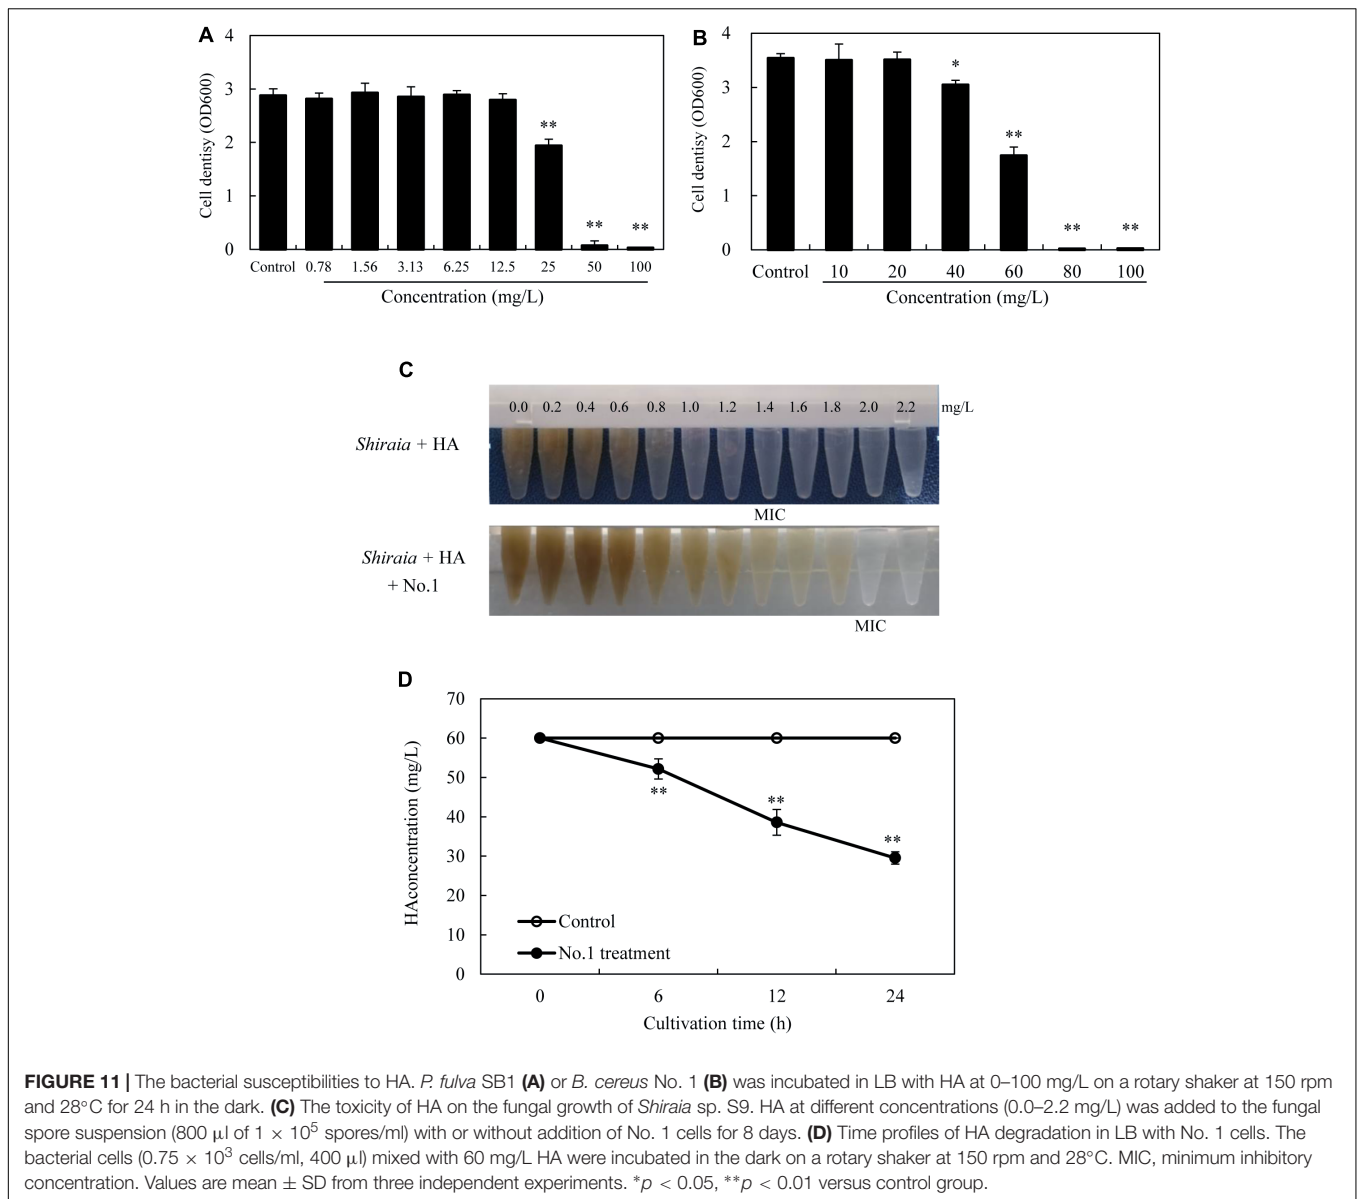 A
4
3
2
1
0
Cell dentisy (OD600)
**
**
**
Control 0.78 1.56 3.13 6.25 12.5 25 50 100
Concentration (mg/L)
B
4
3
2
1
0
Cell dentisy (OD600)
*
**
**
**
Control 10 20 40 60 80 100
Concentration (mg/L)
C
0.0 0.2 0.4 0.6 0.8 1.0 1.2 1.4 1.6 1.8 2.0 2.2 mg/L
Shiraia + HA
MIC
Shiraia + HA
+ No.1
MIC
D
70
60
50
40
30
20
10
0
HAconcentration (mg/L)
**
**
**
Control
No.1 treatment
0 6 12 24
Cultivation time (h)
FIGURE 11 | The bacterial susceptibilities to HA. P. fulva SB1 (A) or B. cereus No. 1 (B) was incubated in LB with HA at 0–100 mg/L on a rotary shaker at 150 rpm
and 28°C for 24 h in the dark. (C) The toxicity of HA on the fungal growth of Shiraia sp. S9. HA at different concentrations (0.0–2.2 mg/L) was added to the fungal
spore suspension (800 μl of 1 × 10⁵ spores/ml) with or without addition of No. 1 cells for 8 days. (D) Time profiles of HA degradation in LB with No. 1 cells. The
bacterial cells (0.75 × 10³ cells/ml, 400 μl) mixed with 60 mg/L HA were incubated in the dark on a rotary shaker at 150 rpm and 28°C. MIC, minimum inhibitory
concentration. Values are mean ± SD from three independent experiments. *p < 0.05, **p < 0.01 versus control group.